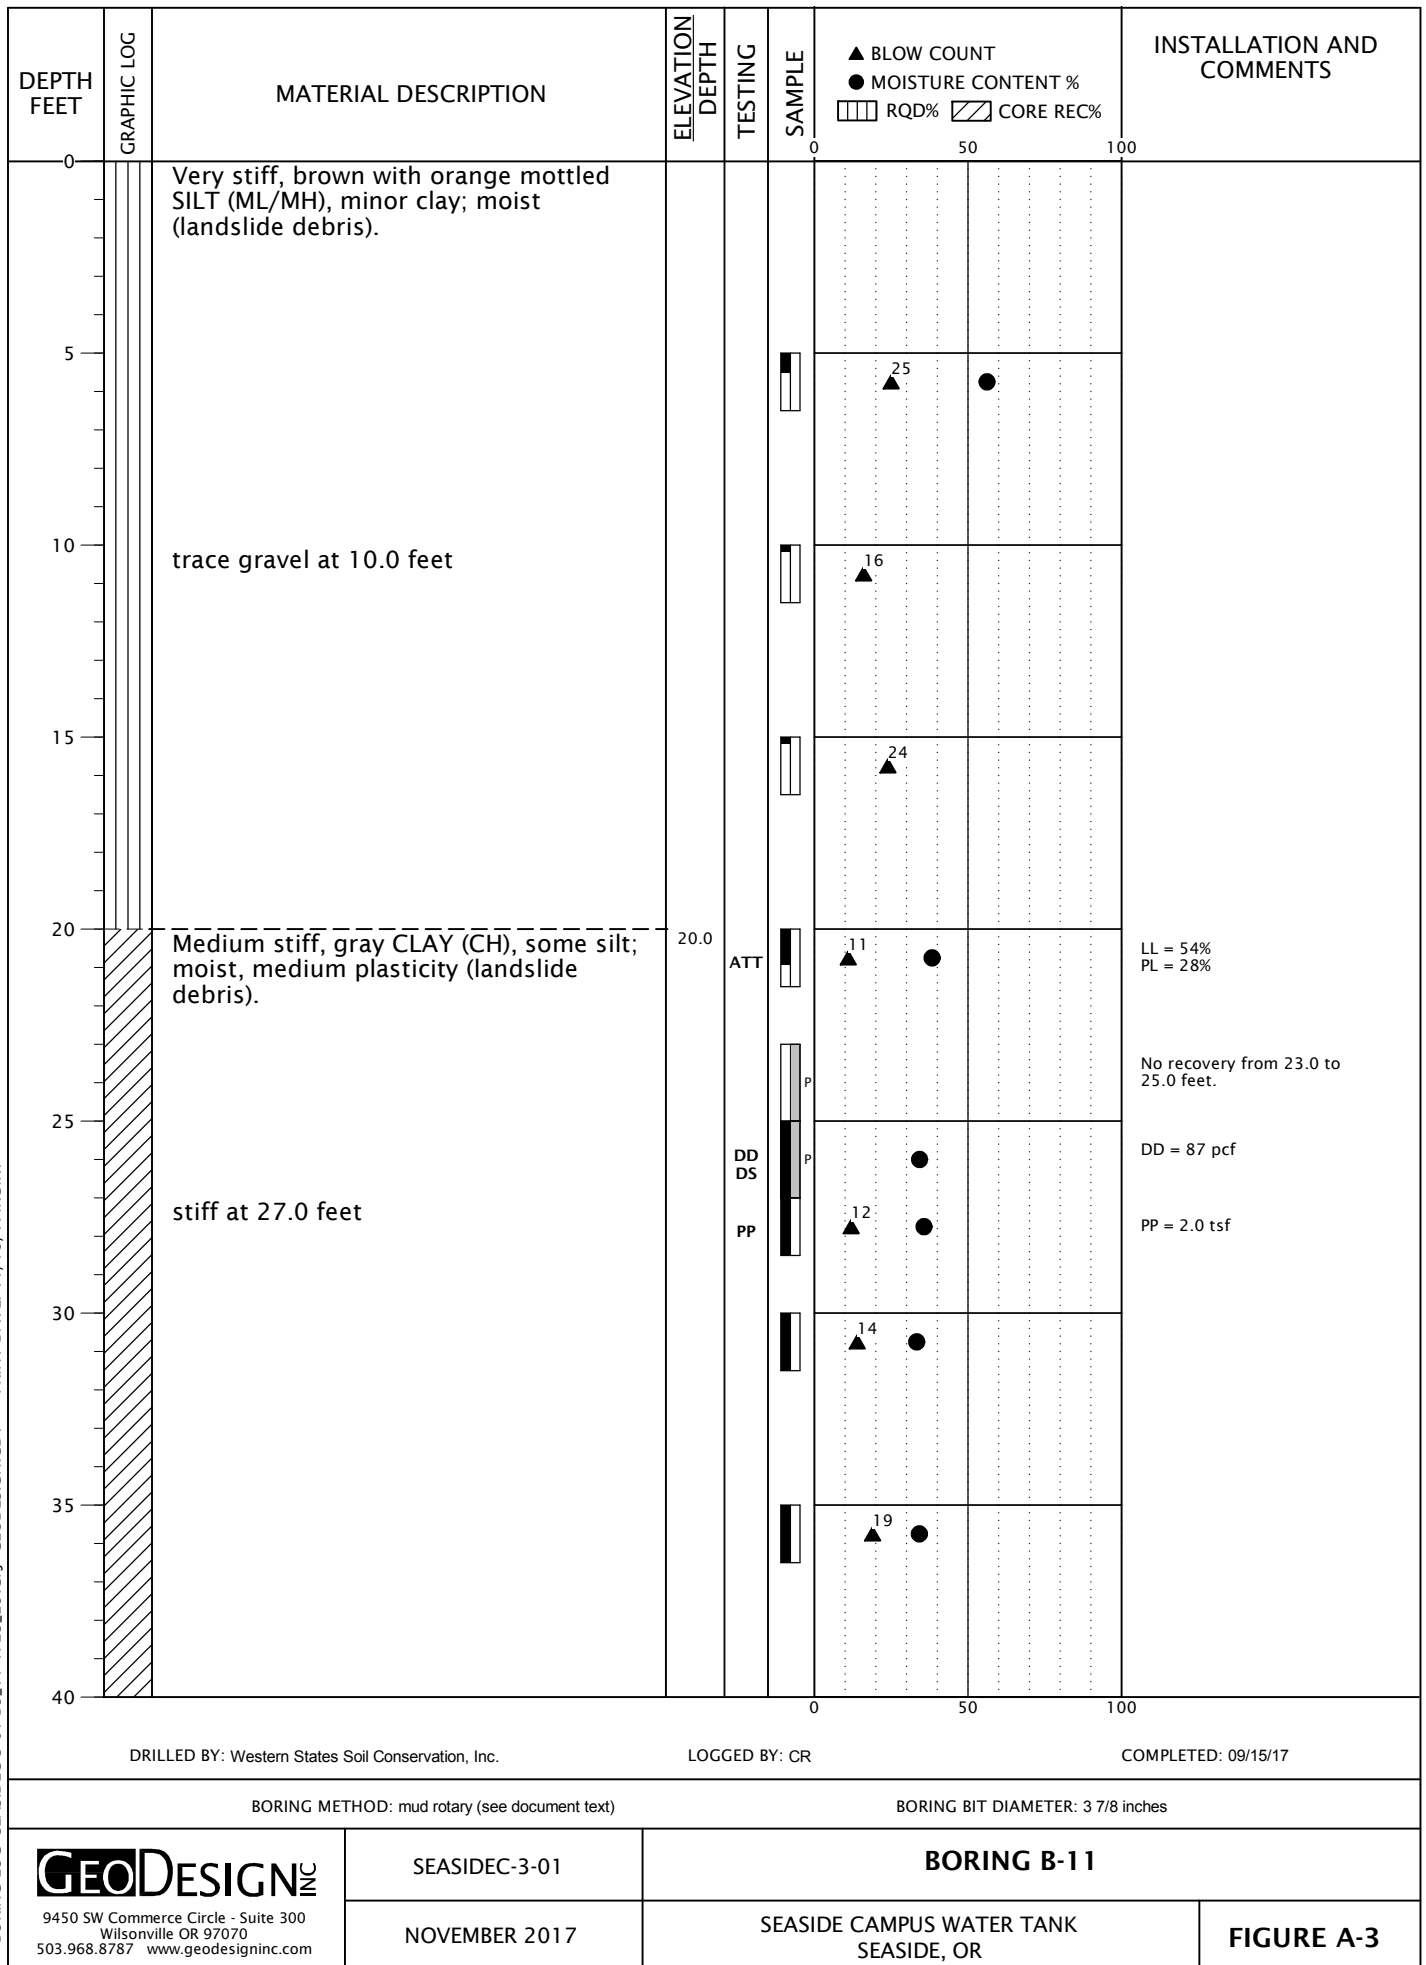 DEPTH
FEET
GRAPHIC LOG
MATERIAL DESCRIPTION
ELEVATION
DEPTH
TESTING
SAMPLE
▲ BLOW COUNT
● MOISTURE CONTENT %
RQD% CORE REC%
INSTALLATION AND
COMMENTS
0 50 100
0
Very stiff, brown with orange mottled
SILT (ML/MH), minor clay; moist
(landslide debris).
5
25
10
trace gravel at 10.0 feet
16
15
24
20
Medium stiff, gray CLAY (CH), some silt;
moist, medium plasticity (landslide
debris).
20.0
ATT
11
LL = 54%
PL = 28%
P
No recovery from 23.0 to
25.0 feet.
25
DD
DS
P
DD = 87 pcf
stiff at 27.0 feet
PP
12
PP = 2.0 tsf
30
14
35
19
40
0 50 100
DRILLED BY: Western States Soil Conservation, Inc.
LOGGED BY: CR
COMPLETED: 09/15/17
BORING METHOD: mud rotary (see document text)
BORING BIT DIAMETER: 3 7/8 inches
GEODESIGN INC
9450 SW Commerce Circle - Suite 300
Wilsonville OR 97070
503.968.8787 www.geodesigninc.com
SEASIDEC-3-01
NOVEMBER 2017
BORING B-11
SEASIDE CAMPUS WATER TANK
SEASIDE, OR
FIGURE A-3